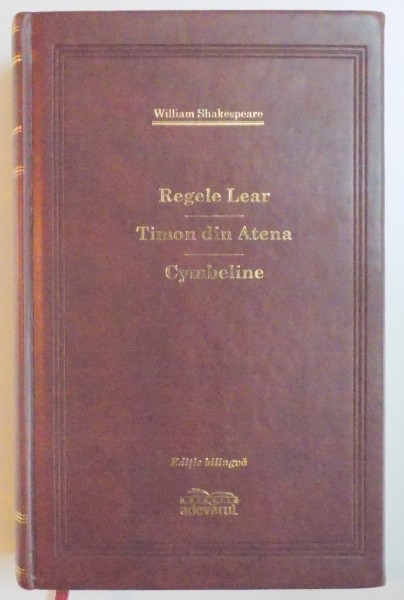 William Shakespeare
Regele Lear
Timon din Atena
Cymbeline
Ediție bilingvă
adevărul